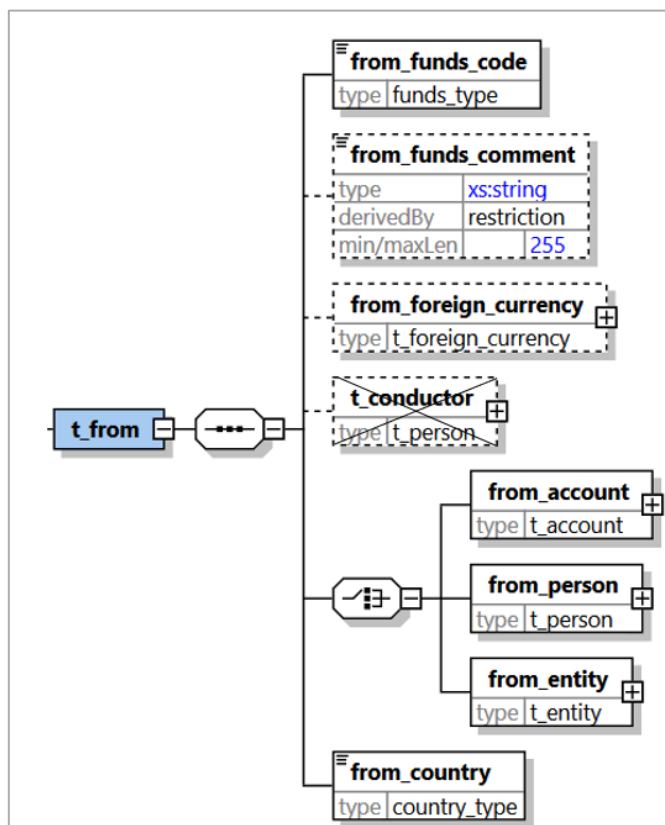 from_funds_code
type funds_type
from_funds_comment
type xs:string
derivedBy restriction
min/maxLen 255
from_foreign_currency
type t_foreign_currency
t_conductor
type t_person
t_from
from_account
type t_account
from_person
type t_person
from_entity
type t_entity
from_country
type country_type